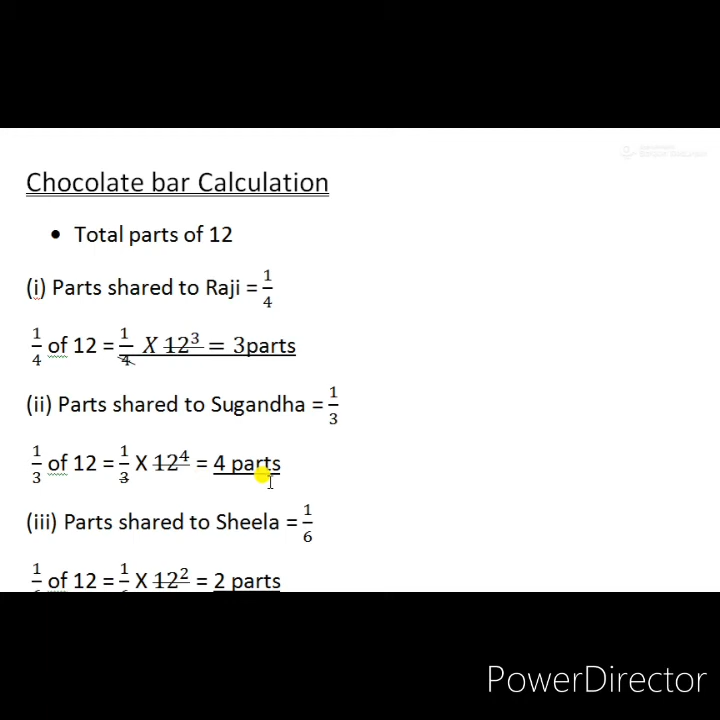 Chocolate bar Calculation
• Total parts of 12
(i) Parts shared to Raji = 1/4
1/4 of 12 = 1/4 X 12³ = 3parts
(ii) Parts shared to Sugandha = 1/3
1/3 of 12 = 1/3 X 12⁴ = 4 parts
(iii) Parts shared to Sheela = 1/6
1/6 of 12 = 1/6 X 12² = 2 parts
PowerDirector